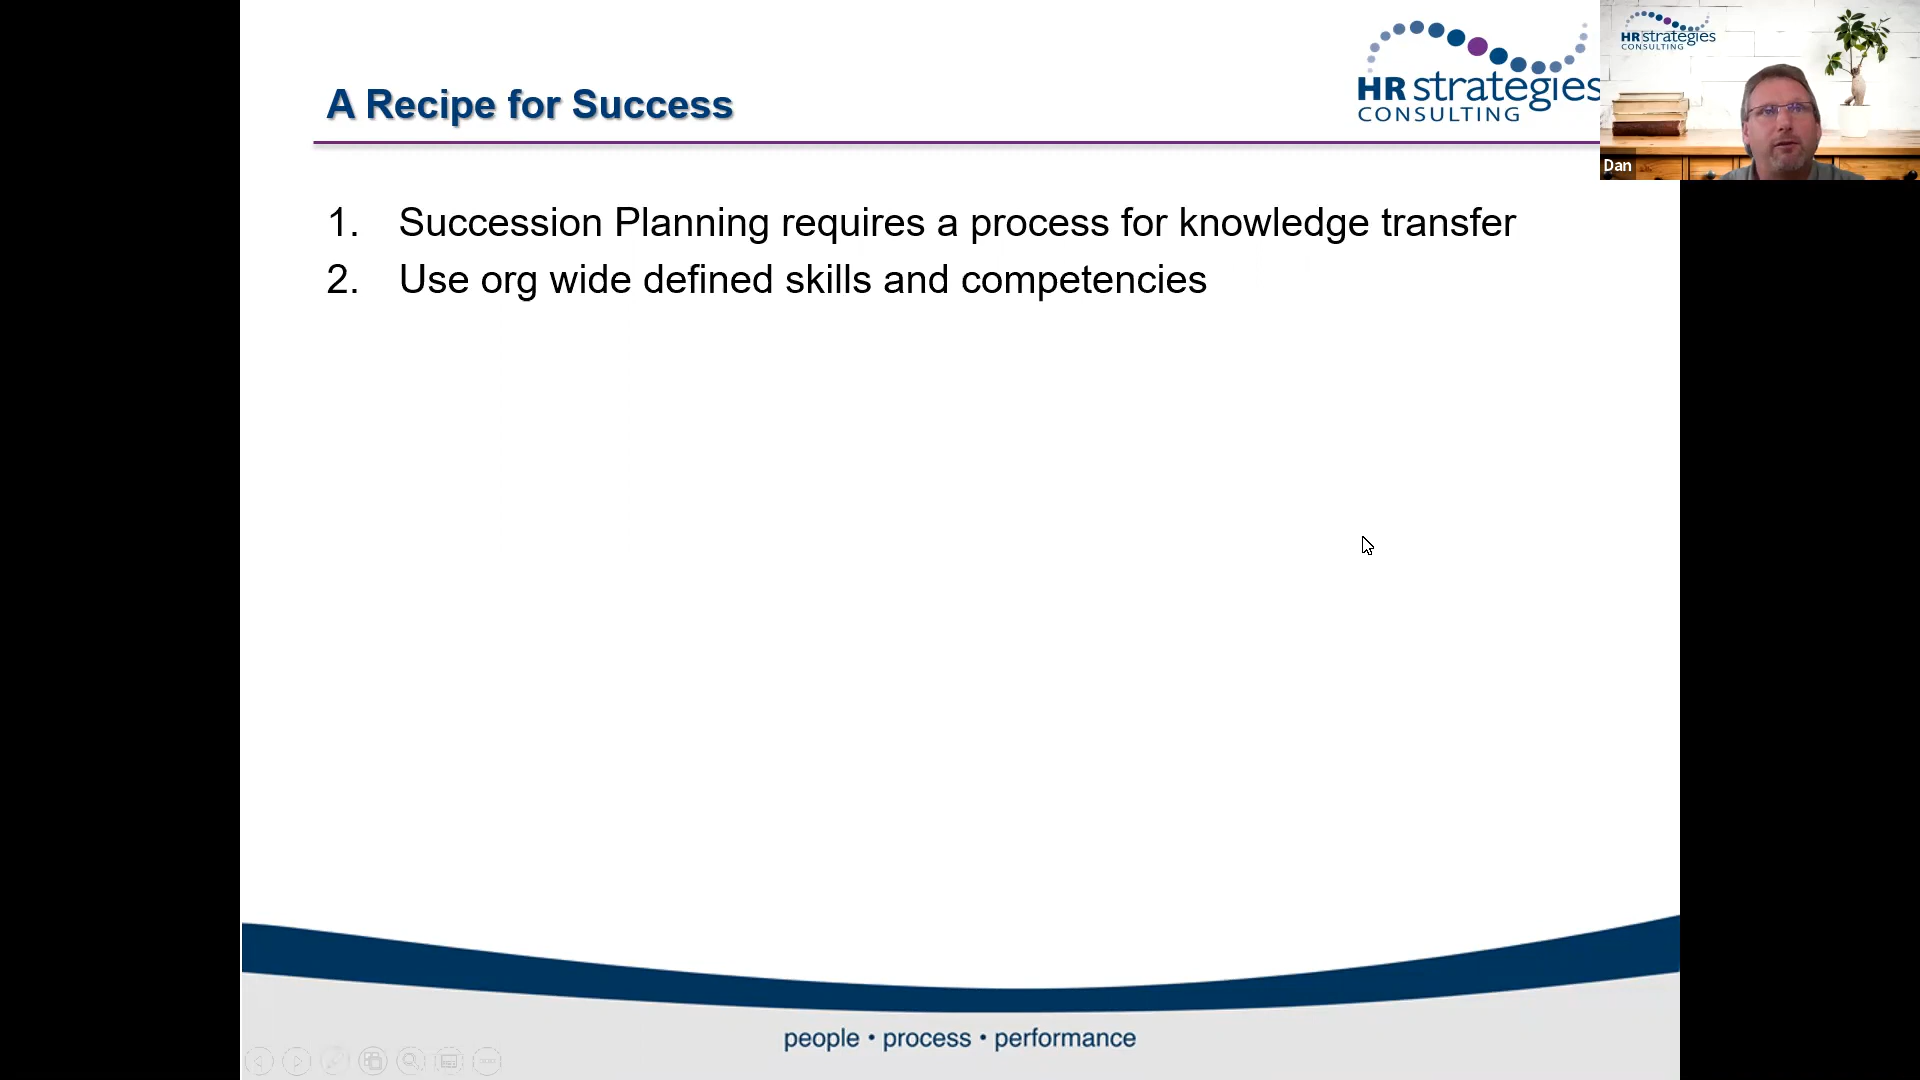 A Recipe for Success
HR strategies
CONSULTING
HR strategies
CONSULTING
Dan
1. Succession Planning requires a process for knowledge transfer
2. Use org wide defined skills and competencies
people • process • performance